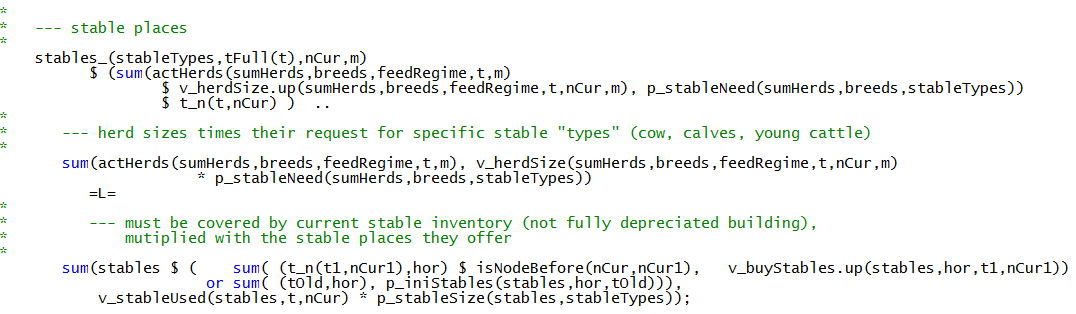 *
*   --- stable places
*
    stables_(stableTypes,tFull(t),nCur,m)
          $ (sum(actHerds(sumHerds,breeds,feedRegime,t,m)
                  $ v_herdSize.up(sumHerds,breeds,feedRegime,t,nCur,m), p_stableNeed(sumHerds,breeds,stableTypes))
                  $ t_n(t,nCur) )  ..
*
*      --- herd sizes times their request for specific stable "types" (cow, calves, young cattle)
*
       sum(actHerds(sumHerds,breeds,feedRegime,t,m), v_herdSize(sumHerds,breeds,feedRegime,t,nCur,m)
                      * p_stableNeed(sumHerds,breeds,stableTypes))
          =L=
*
*         --- must be covered by current stable inventory (not fully depreciated building),
*             mutiplied with the stable places they offer
*
       sum(stables $ (    sum( (t_n(t1,nCur1),hor) $ isNodeBefore(nCur,nCur1),   v_buyStables.up(stables,hor,t1,nCur1))
                       or sum( (tOld,hor), p_iniStables(stables,hor,tOld))),
           v_stableUsed(stables,t,nCur) * p_stableSize(stables,stableTypes));